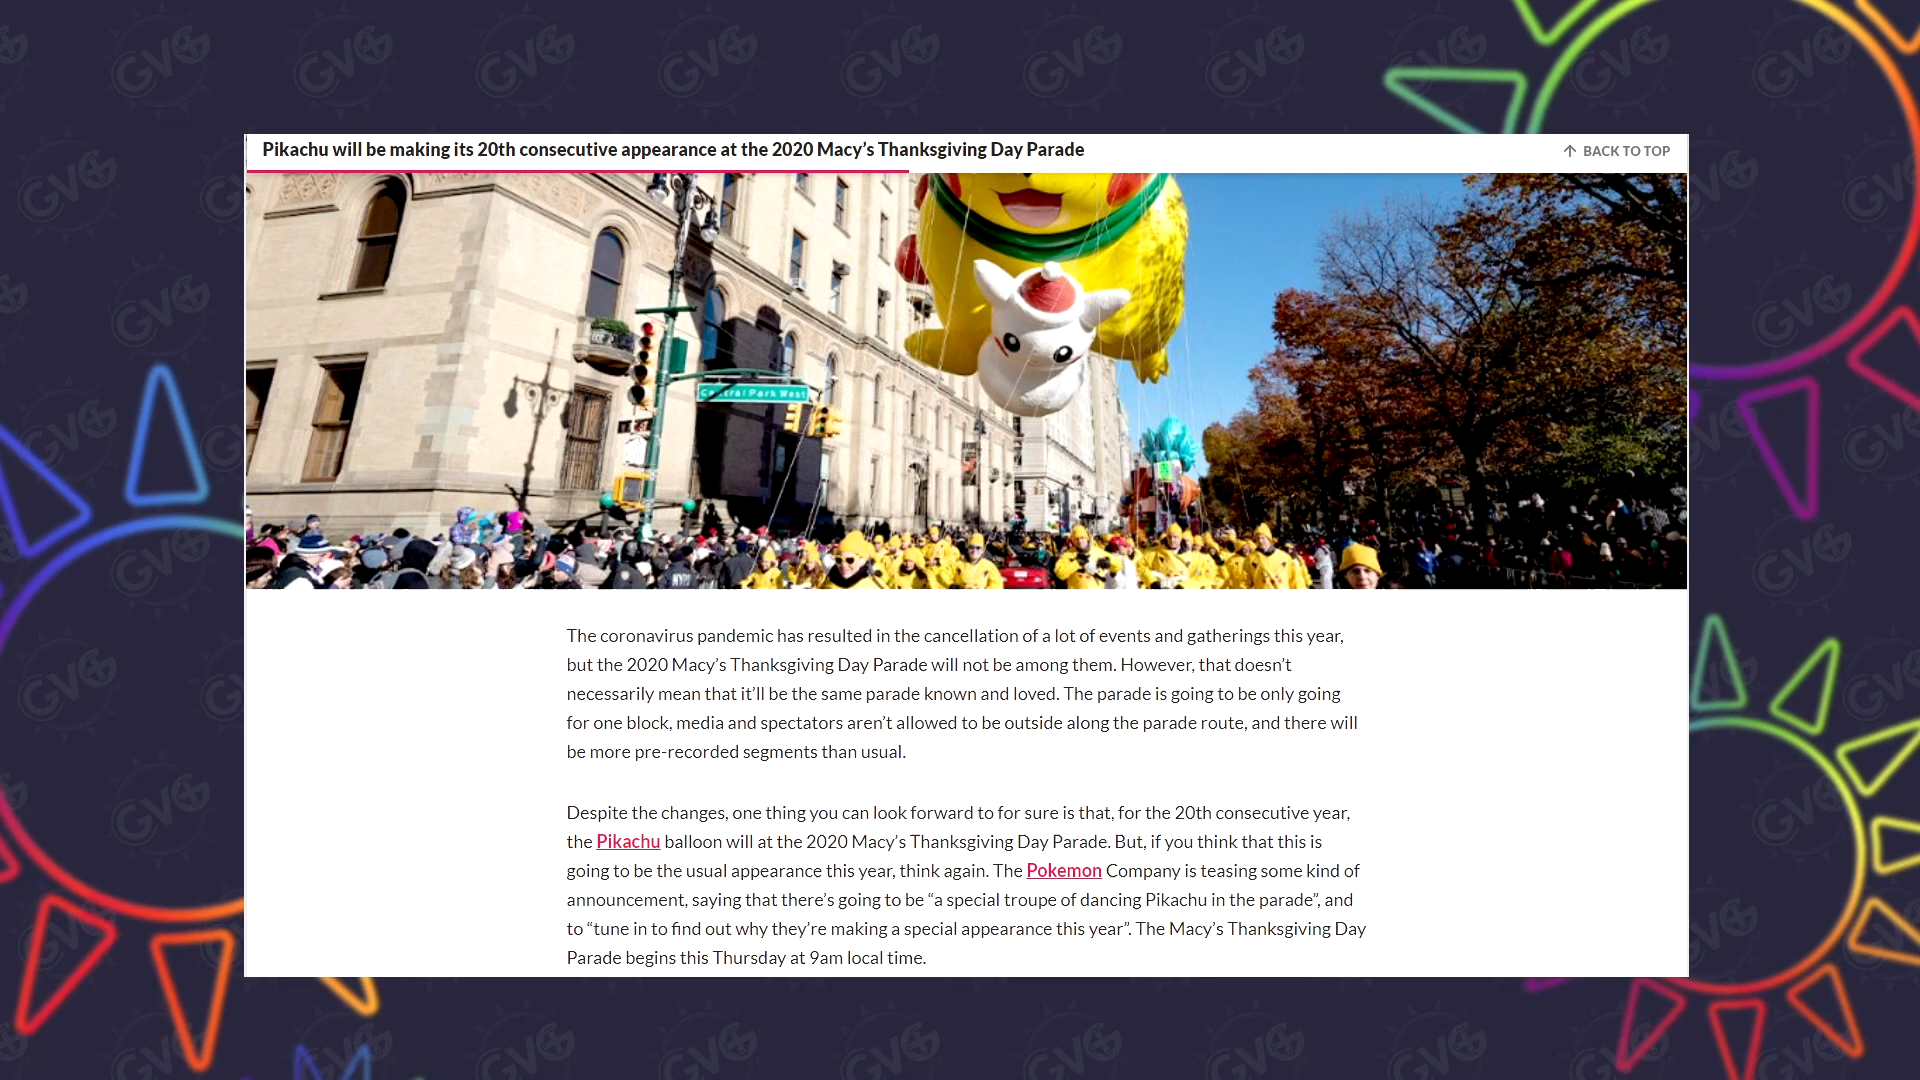 Pikachu will be making its 20th consecutive appearance at the 2020 Macy’s Thanksgiving Day Parade
BACK TO TOP
Central Park West
NYPD
The coronavirus pandemic has resulted in the cancellation of a lot of events and gatherings this year,
but the 2020 Macy’s Thanksgiving Day Parade will not be among them. However, that doesn’t
necessarily mean that it’ll be the same parade known and loved. The parade is going to be only going
for one block, media and spectators aren’t allowed to be outside along the parade route, and there will
be more pre-recorded segments than usual.
Despite the changes, one thing you can look forward to for sure is that, for the 20th consecutive year,
the Pikachu balloon will at the 2020 Macy’s Thanksgiving Day Parade. But, if you think that this is
going to be the usual appearance this year, think again. The Pokemon Company is teasing some kind of
announcement, saying that there’s going to be “a special troupe of dancing Pikachu in the parade”, and
to “tune in to find out why they’re making a special appearance this year”. The Macy’s Thanksgiving Day
Parade begins this Thursday at 9am local time.